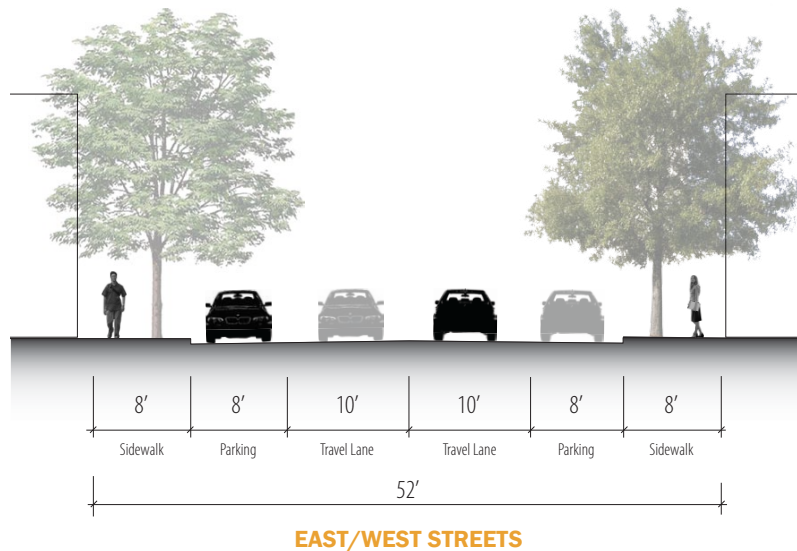 8’ 8’ 10’ 10’ 8’ 8’
Sidewalk Parking Travel Lane Travel Lane Parking Sidewalk
52’
EAST/WEST STREETS